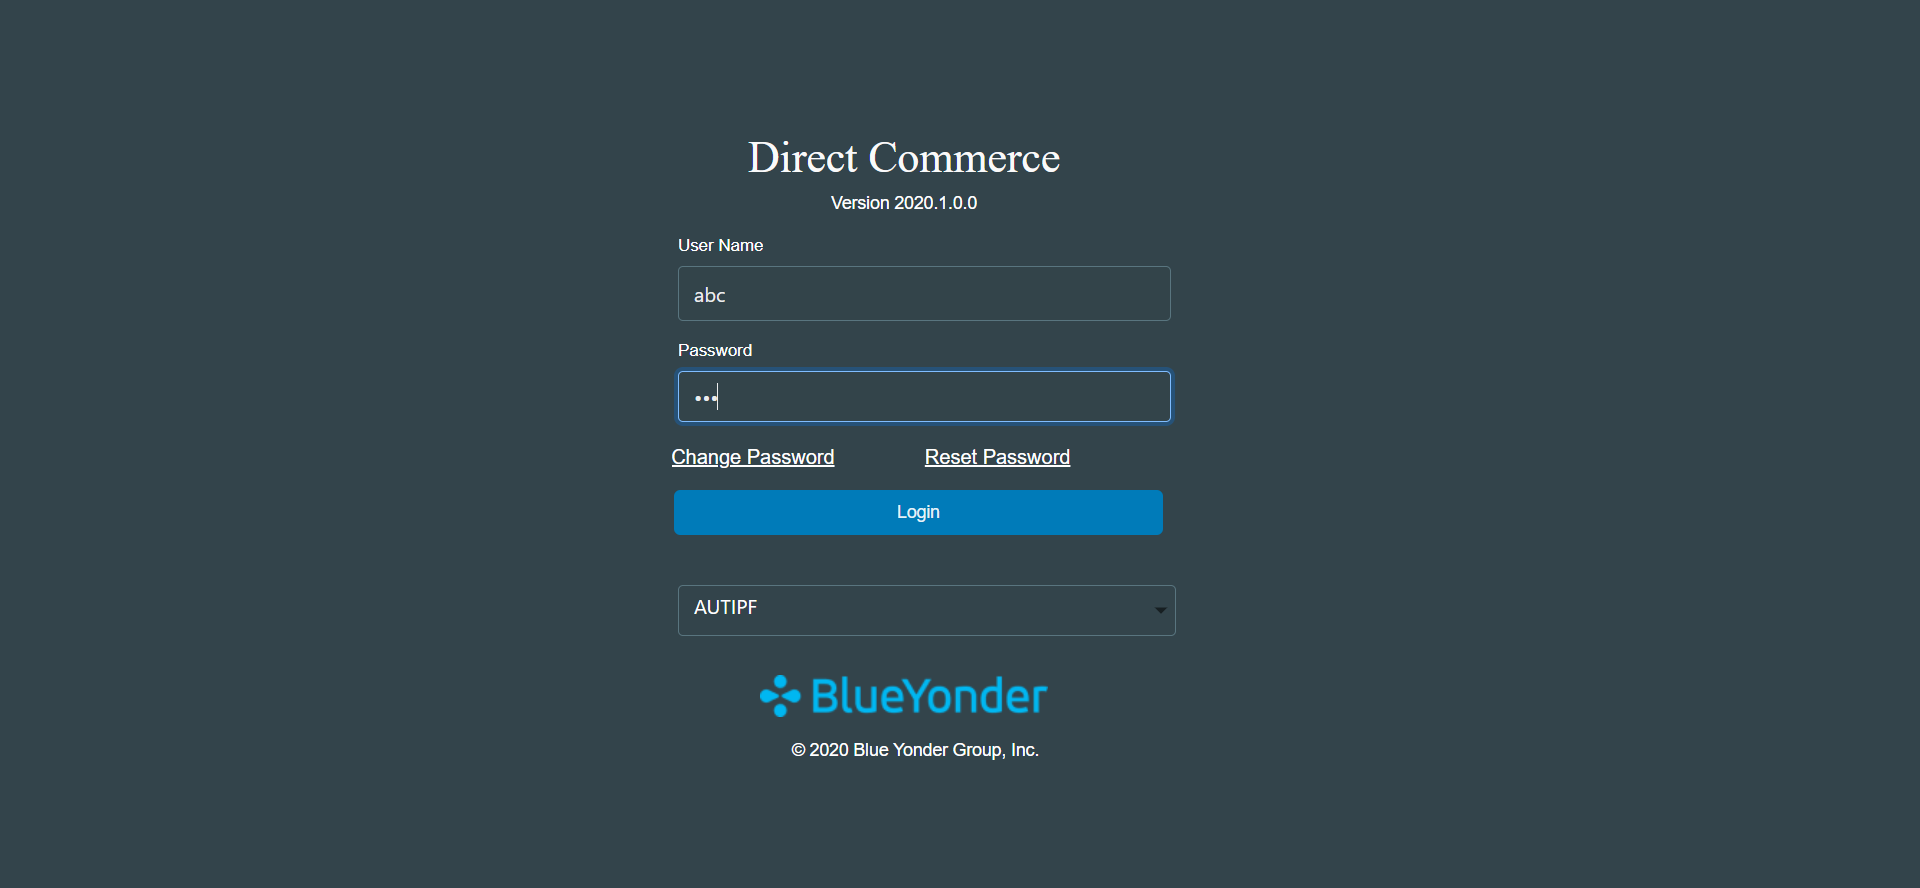 Direct Commerce
Version 2020.1.0.0
User Name
abc
Password
•••
Change Password Reset Password
Login
AUTIPF
BlueYonder
© 2020 Blue Yonder Group, Inc.